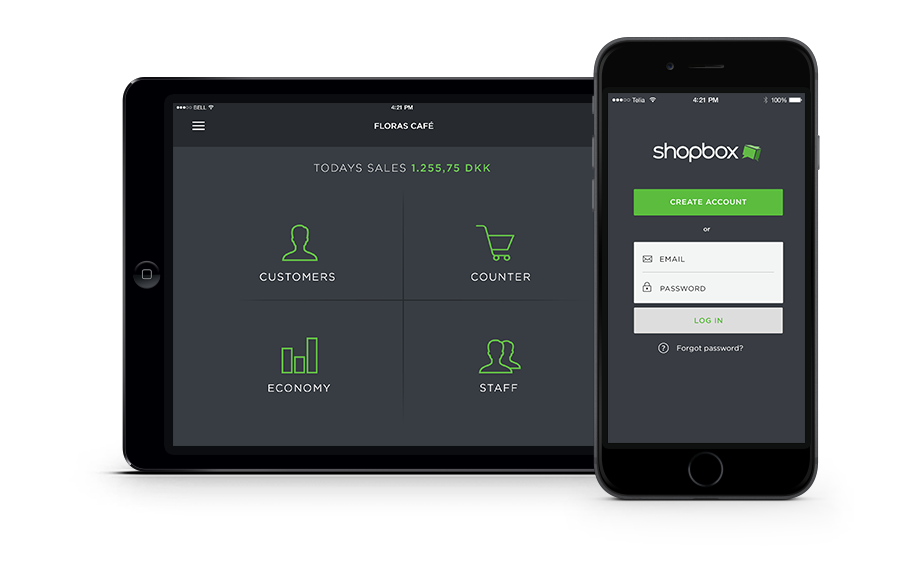 BELL
4:21 PM
FLORAS CAFÉ
TODAYS SALES 1.255,75 DKK
CUSTOMERS
COUNTER
ECONOMY
STAFF
Telia
4:21 PM
100%
shopbox
CREATE ACCOUNT
or
EMAIL
PASSWORD
LOG IN
? Forgot password?